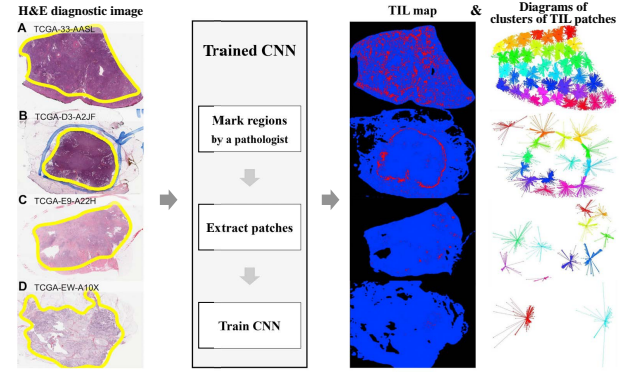 H&E diagnostic image
TIL map
&
Diagrams of
clusters of TIL patches
A
TCGA-33-AASL
Trained CNN
Mark regions
by a pathologist
B
TCGA-D3-A2JF
C
TCGA-E9-A22H
Extract patches
D
TCGA-EW-A10X
Train CNN